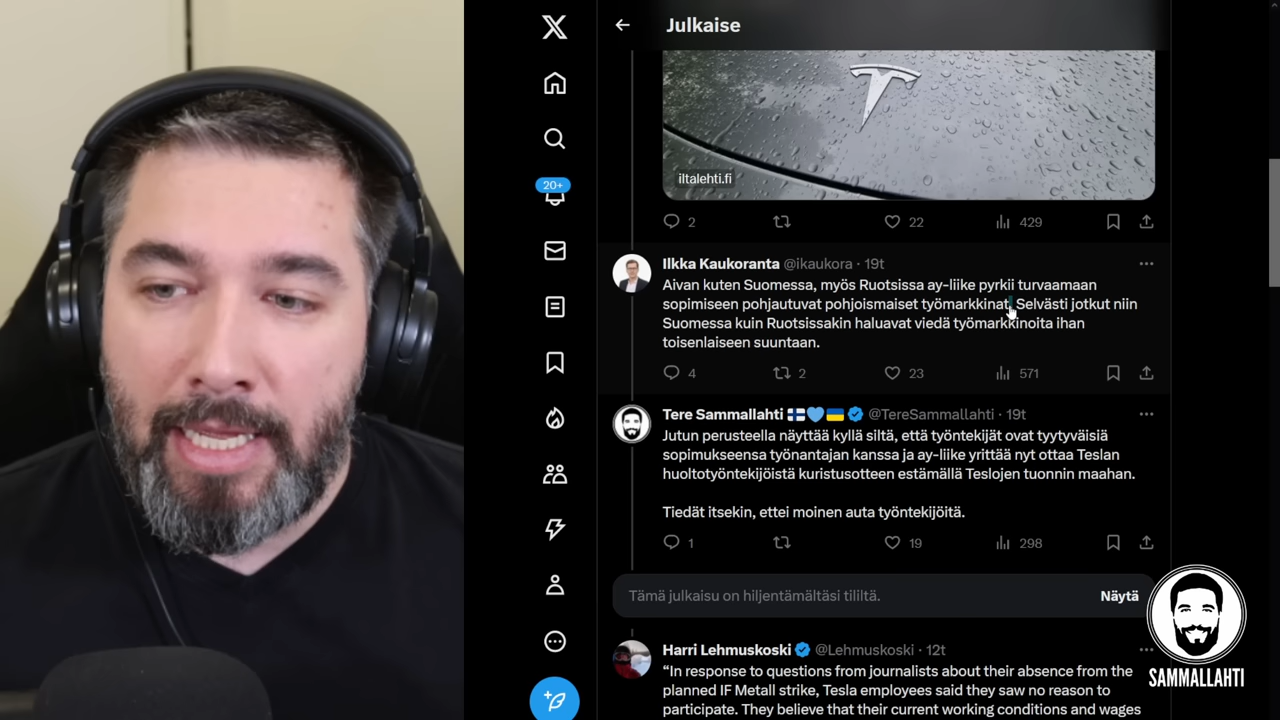 Julkaise
iltalehti.fi
2
22
429
20+
Ilkka Kaukoranta @ikaukora · 19t
Aivan kuten Suomessa, myös Ruotsissa ay-liike pyrkii turvaamaan
sopimiseen pohjautuvat pohjoismaiset työmarkkinat. Selvästi jotkut niin
Suomessa kuin Ruotsissakin haluavat viedä työmarkkinoita ihan
toisenlaiseen suuntaan.
4
2
23
571
Tere Sammallahti @TereSammallahti · 19t
Jutun perusteella näyttää kyllä siltä, että työntekijät ovat tyytyväisiä
sopimukseensa työnantajan kanssa ja ay-liike yrittää nyt ottaa Teslan
huoltotyöntekijöistä kuristusotteen estämällä Teslojen tuonnin maahan.
Tiedät itsekin, ettei moinen auta työntekijöitä.
1
19
298
Tämä julkaisu on hiljentämältäsi tililtä.
Näytä
Harri Lehmuskoski @Lehmuskoski · 12t
“In response to questions from journalists about their absence from the
planned IF Metall strike, Tesla employees said they saw no reason to
participate. They believe that their current working conditions and wages
SAMMALLAHTI